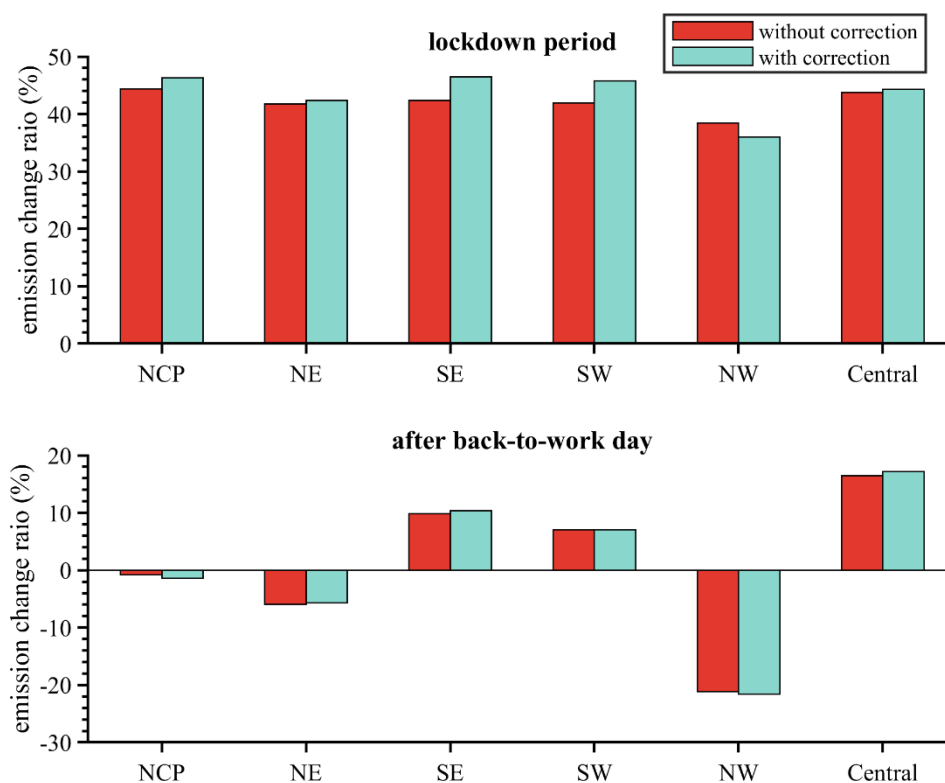 lockdown period
without correction
with correction
emission change raio (%)
50
40
30
20
10
0
NCP NE SE SW NW Central
after back-to-work day
emission change raio (%)
20
10
0
-10
-20
-30
NCP NE SE SW NW Central